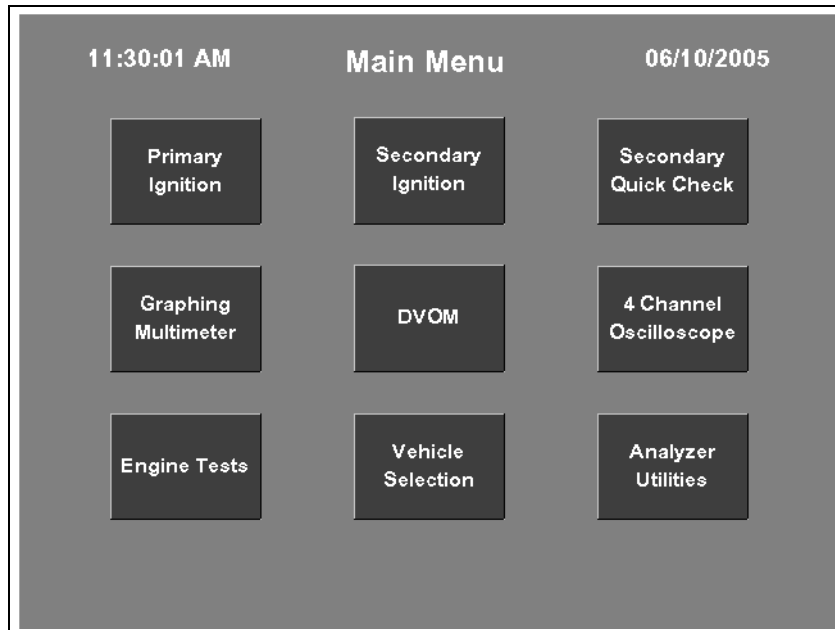 11:30:01 AM
Main Menu
06/10/2005
Primary
Ignition
Secondary
Ignition
Secondary
Quick Check
Graphing
Multimeter
DVOM
4 Channel
Oscilloscope
Engine Tests
Vehicle
Selection
Analyzer
Utilities